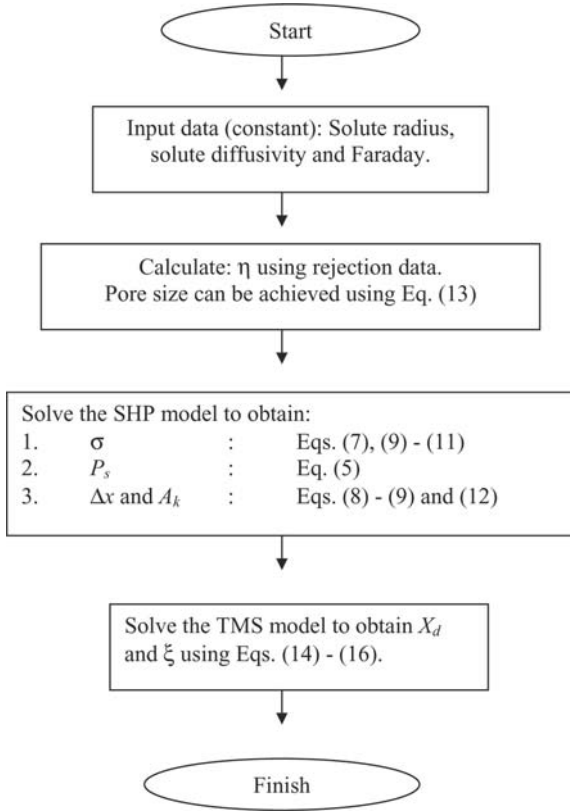 Start
Input data (constant): Solute radius,
solute diffusivity and Faraday.
Calculate: η using rejection data.
Pore size can be achieved using Eq. (13)
Solve the SHP model to obtain:
1. σ : Eqs. (7), (9) - (11)
2. Ps : Eq. (5)
3. Δx and Ak : Eqs. (8) - (9) and (12)
Solve the TMS model to obtain Xd
and ξ using Eqs. (14) - (16).
Finish